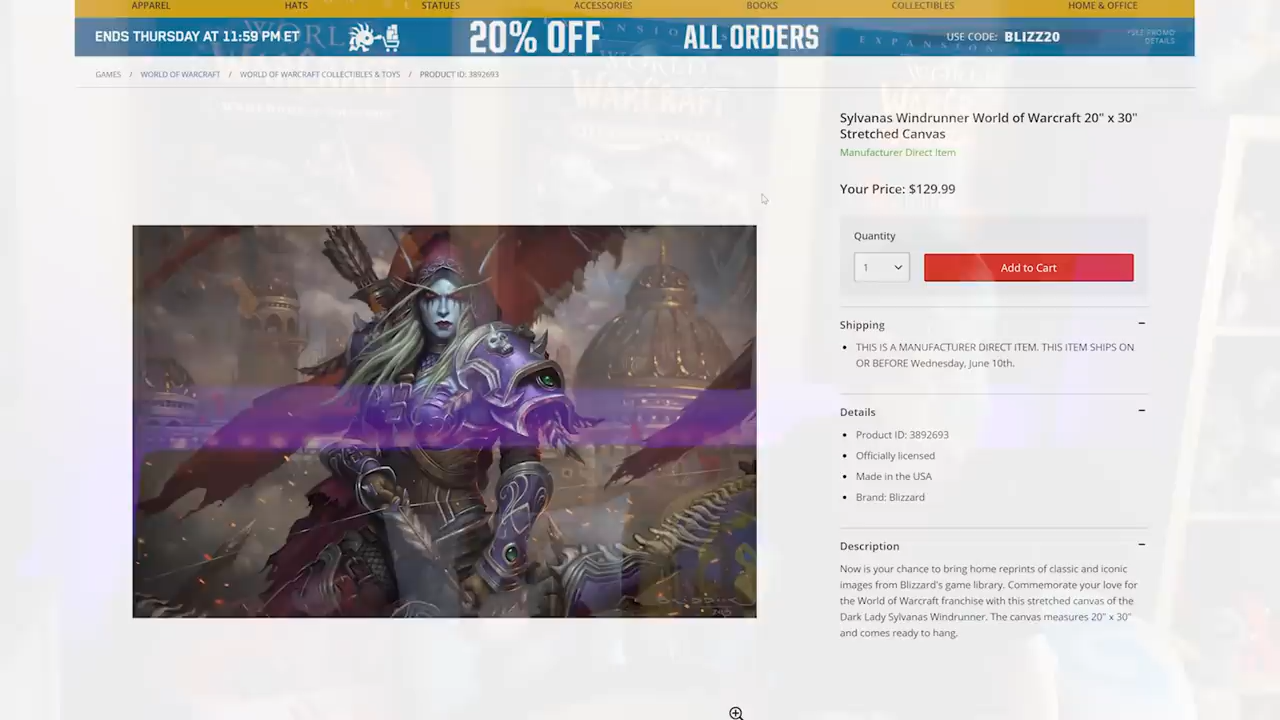 APPAREL HATS STATUES ACCESSORIES BOOKS COLLECTIBLES HOME & OFFICE
ENDS THURSDAY AT 11:59 PM ET 20% OFF ALL ORDERS USE CODE: BLIZZ20 *SEE PROMO DETAILS
EXPANSION
WORLD WARCRAFT
GAMES / WORLD OF WARCRAFT / WORLD OF WARCRAFT COLLECTIBLES & TOYS / PRODUCT ID: 3892693
Sylvanas Windrunner World of Warcraft 20" x 30"
Stretched Canvas
Manufacturer Direct Item
Your Price: $129.99
Quantity
1 Add to Cart
Shipping
THIS IS A MANUFACTURER DIRECT ITEM. THIS ITEM SHIPS ON
OR BEFORE Wednesday, June 10th.
Details
Product ID: 3892693
Officially licensed
Made in the USA
Brand: Blizzard
Description
Now is your chance to bring home reprints of classic and iconic
images from Blizzard's game library. Commemorate your love for
the World of Warcraft franchise with this stretched canvas of the
Dark Lady Sylvanas Windrunner. The canvas measures 20" x 30"
and comes ready to hang.